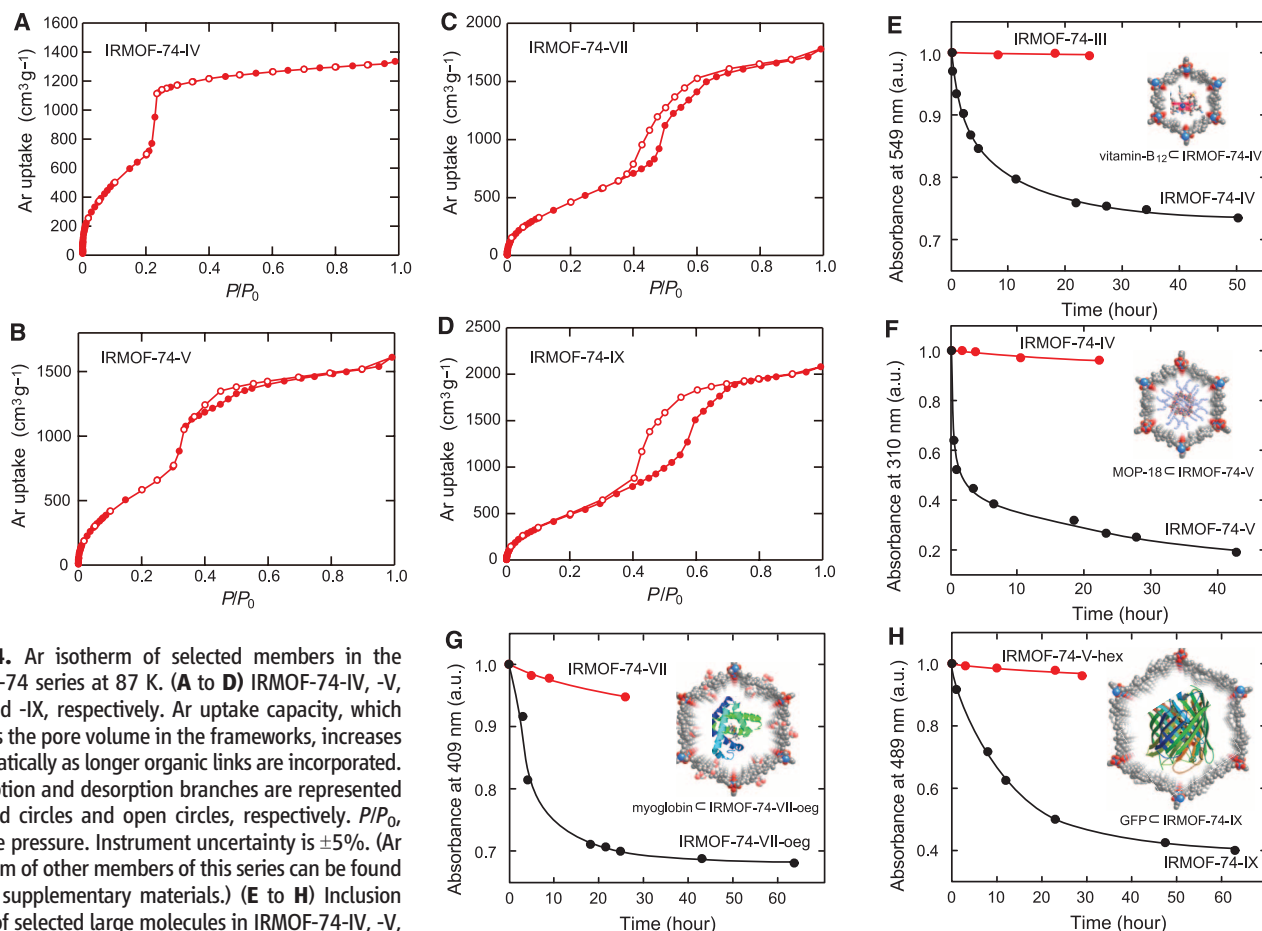 A
IRMOF-74-IV
1600
1400
1200
1000
800
600
400
200
0
Ar uptake (cm³g⁻¹)
0 0.2 0.4 0.6 0.8 1.0
P/P₀
B
IRMOF-74-V
1500
1000
500
0
Ar uptake (cm³g⁻¹)
0 0.2 0.4 0.6 0.8 1.0
P/P₀
C
IRMOF-74-VII
2000
1500
1000
500
0
Ar uptake (cm³g⁻¹)
0 0.2 0.4 0.6 0.8 1.0
P/P₀
D
IRMOF-74-IX
2500
2000
1500
1000
500
0
Ar uptake (cm³g⁻¹)
0 0.2 0.4 0.6 0.8 1.0
P/P₀
E
IRMOF-74-III
1.0
0.9
0.8
0.7
Absorbance at 549 nm (a.u.)
vitamin-B₁₂⊂ IRMOF-74-IV
IRMOF-74-IV
0 10 20 30 40 50
Time (hour)
F
IRMOF-74-IV
1.0
0.8
0.6
0.4
0.2
Absorbance at 310 nm (a.u.)
MOP-18⊂ IRMOF-74-V
IRMOF-74-V
0 10 20 30 40
Time (hour)
4. Ar isotherm of selected members in the
-74 series at 87 K. (A to D) IRMOF-74-IV, -V,
d -IX, respectively. Ar uptake capacity, which
s the pore volume in the frameworks, increases
atically as longer organic links are incorporated.
tion and desorption branches are represented
d circles and open circles, respectively. P/P₀,
e pressure. Instrument uncertainty is ±5%. (Ar
m of other members of this series can be found
supplementary materials.) (E to H) Inclusion
of selected large molecules in IRMOF-74-IV, -V,
G
IRMOF-74-VII
1.0
0.9
0.8
0.7
Absorbance at 409 nm (a.u.)
myoglobin⊂ IRMOF-74-VII-oeg
IRMOF-74-VII-oeg
0 10 20 30 40 50 60
Time (hour)
H
IRMOF-74-V-hex
1.0
0.8
0.6
0.4
Absorbance at 489 nm (a.u.)
GFP⊂ IRMOF-74-IX
IRMOF-74-IX
0 10 20 30 40 50 60
Time (hour)